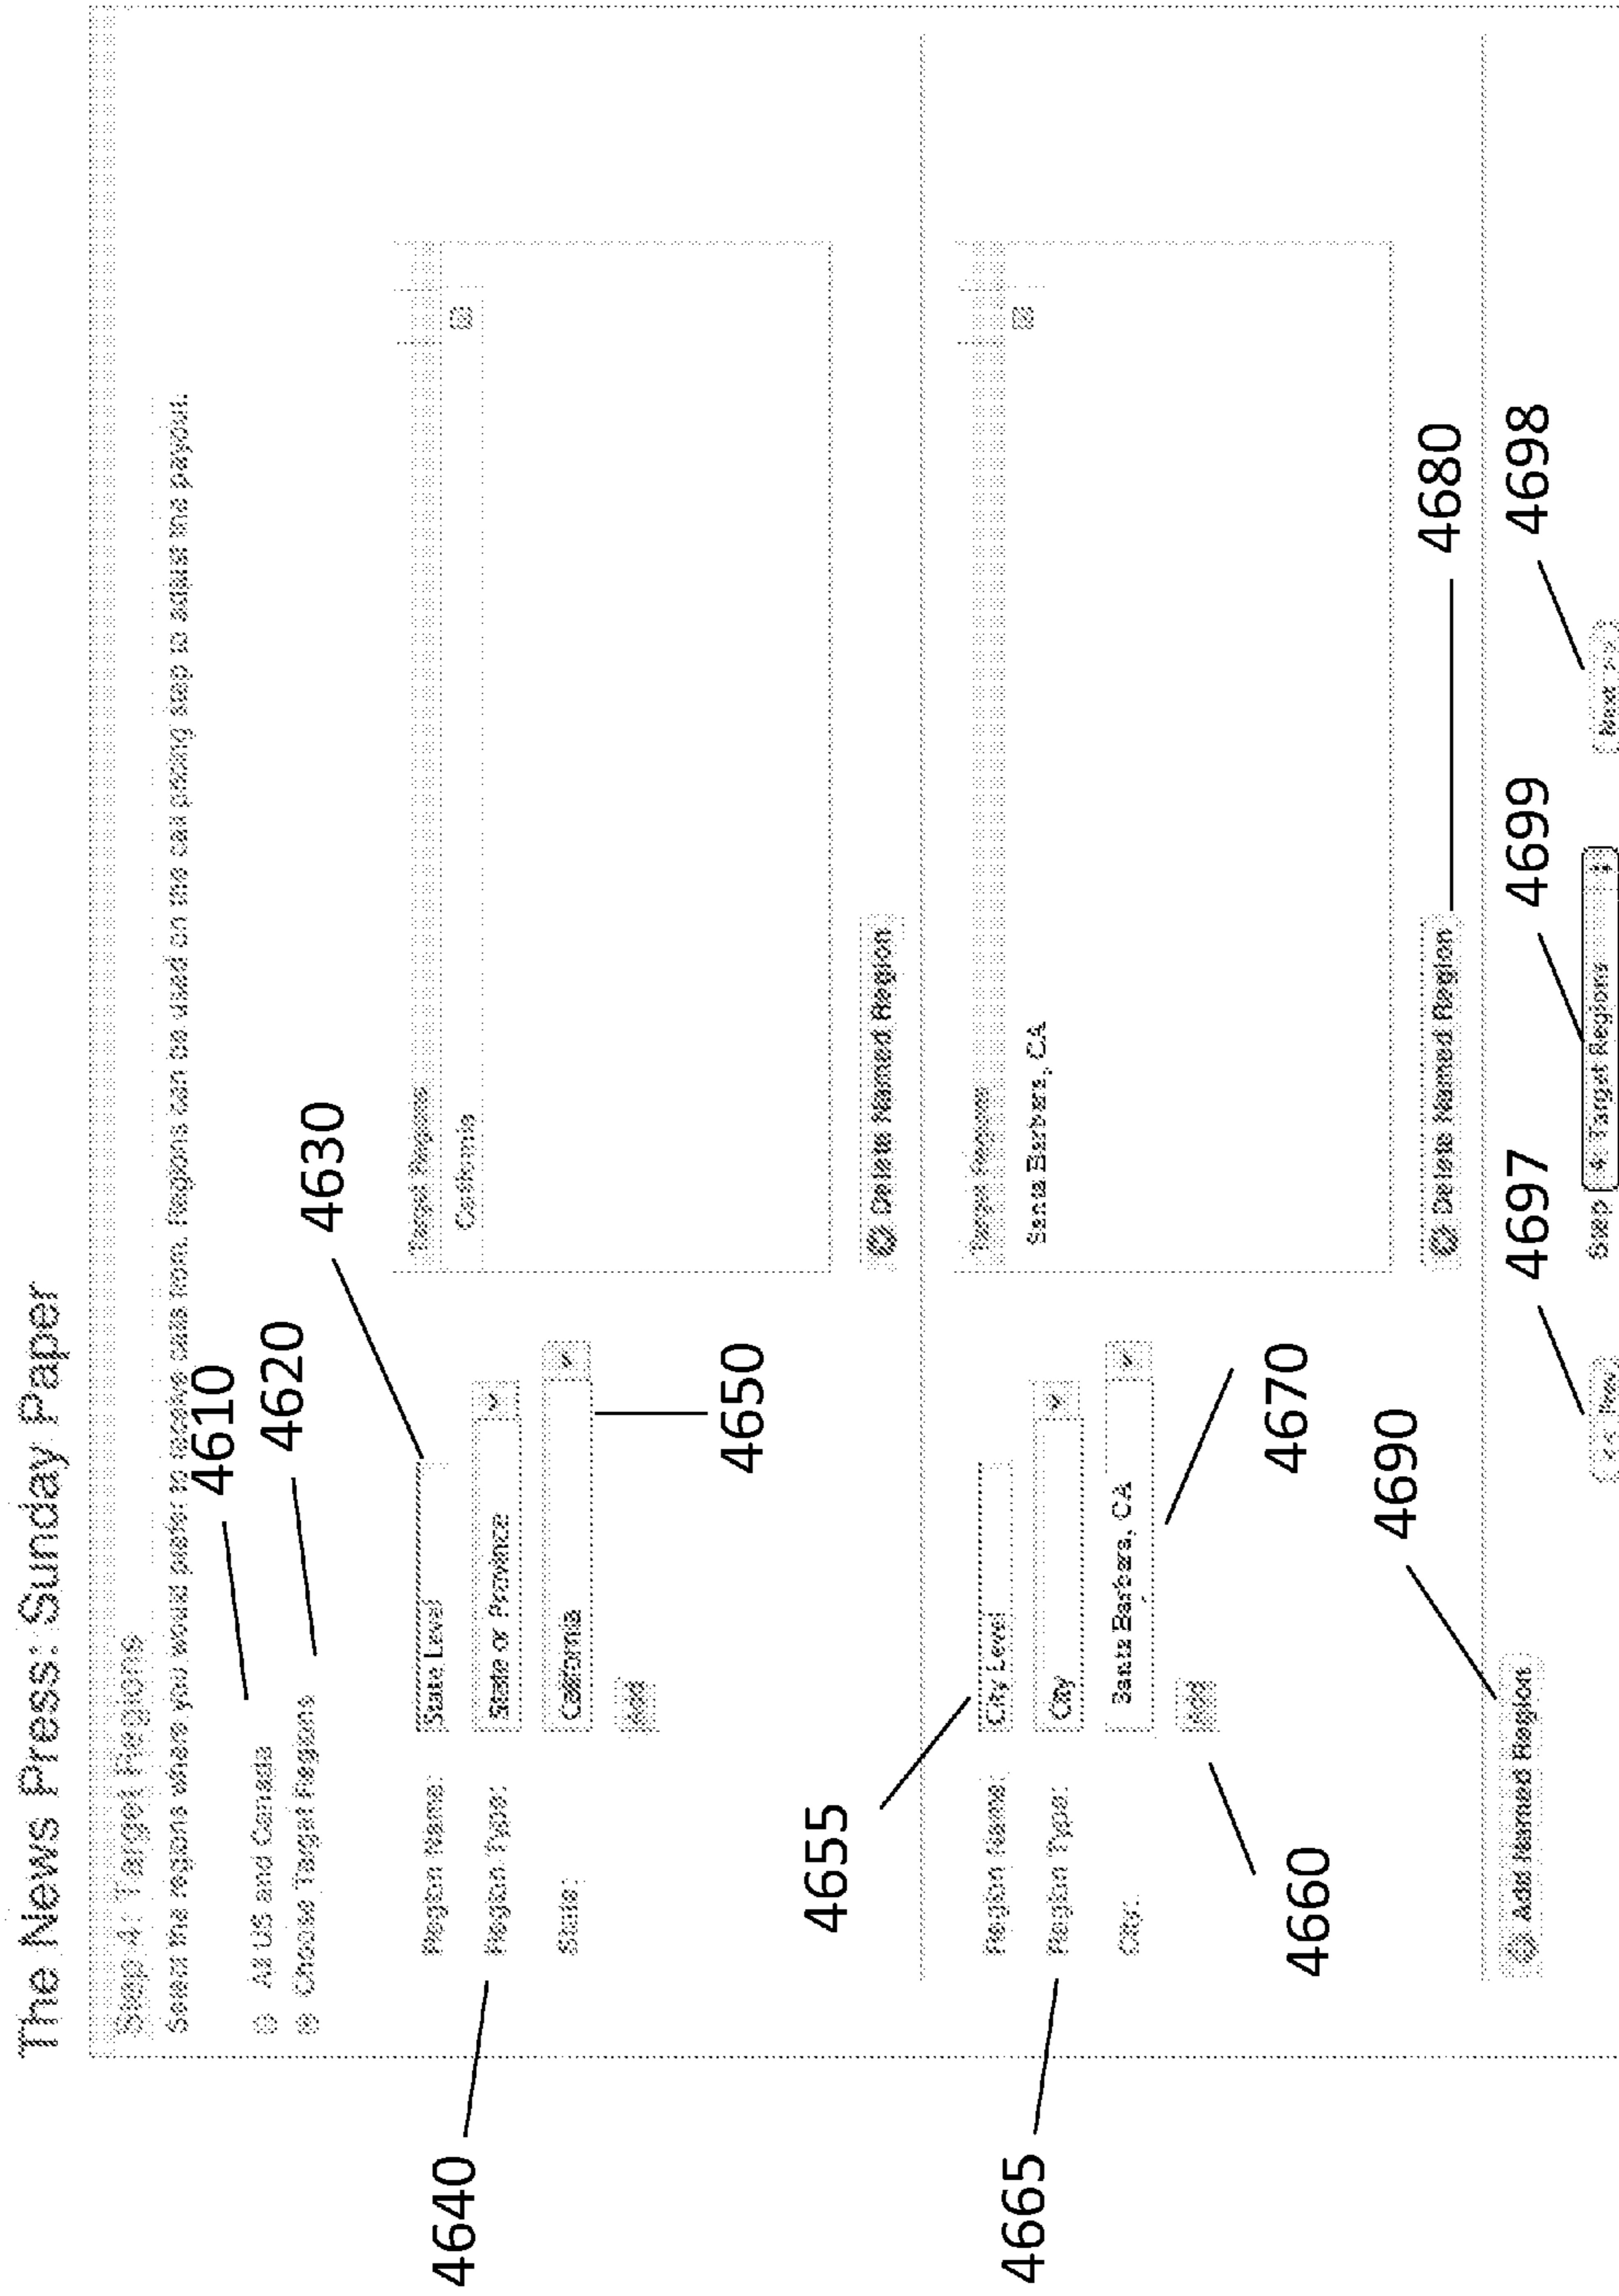 The News Press: Sunday Paper
Step 4: Target Regions
Select the regions where you would prefer to receive calls from. Regions can be used on the call pricing step to adjust the payout.
4610
All US and Canada
4620
Choose Target Regions
4630
4640
Region Name: State Level
Region Type: State or Province
State: California
Add
4650
Target Regions
California
Delete Named Region
4655
4665
Region Name: City Level
Region Type: City
City: Santa Barbara, CA
Add
4660
4670
Target Regions
Santa Barbara, CA
Delete Named Region
4680
4690
Add Named Region
4697
4699
4698
<< Prev
Step 4: Target Regions
Next >>